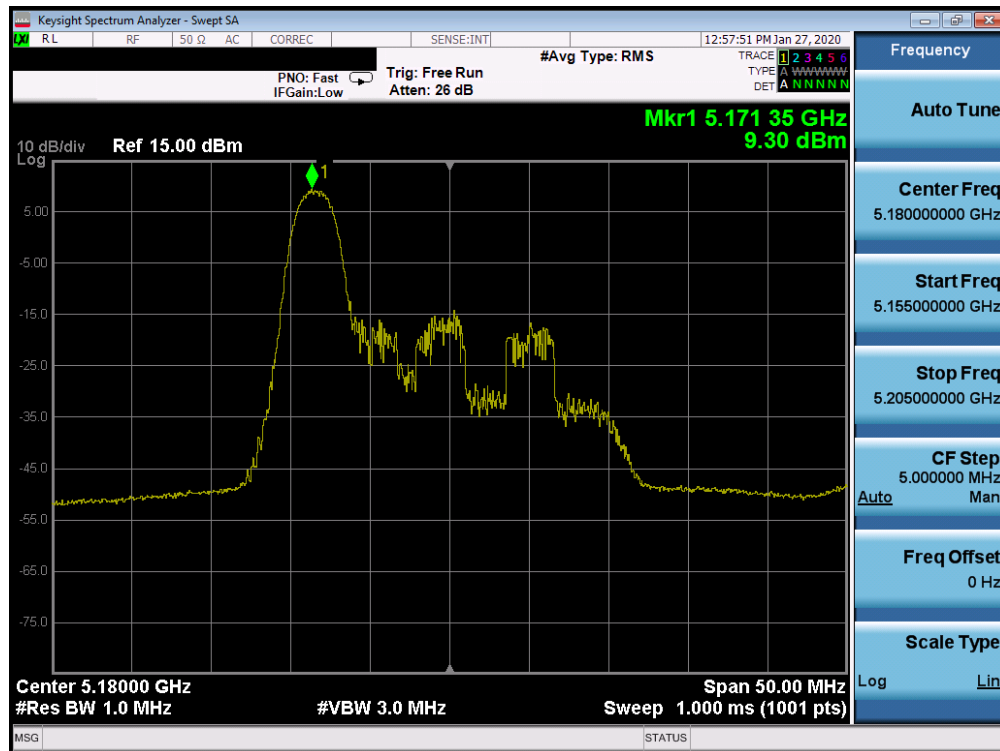 Keysight Spectrum Analyzer - Swept SA
LXI RL RF 50 Ω AC CORREC SENSE:INT 12:57:51 PM Jan 27, 2020
PNO: Fast
IFGain:Low
Trig: Free Run
Atten: 26 dB
#Avg Type: RMS
TRACE 1 2 3 4 5 6
TYPE A WWWWW
DET A N N N N N
Mkr1 5.171 35 GHz
9.30 dBm
10 dB/div
Log
Ref 15.00 dBm
1
5.00
-5.00
-15.0
-25.0
-35.0
-45.0
-55.0
-65.0
-75.0
Center 5.18000 GHz
#Res BW 1.0 MHz
#VBW 3.0 MHz
Span 50.00 MHz
Sweep 1.000 ms (1001 pts)
MSG
STATUS
Frequency
Auto Tune
Center Freq
5.180000000 GHz
Start Freq
5.155000000 GHz
Stop Freq
5.205000000 GHz
CF Step
5.000000 MHz
Auto Man
Freq Offset
0 Hz
Scale Type
Log Lin